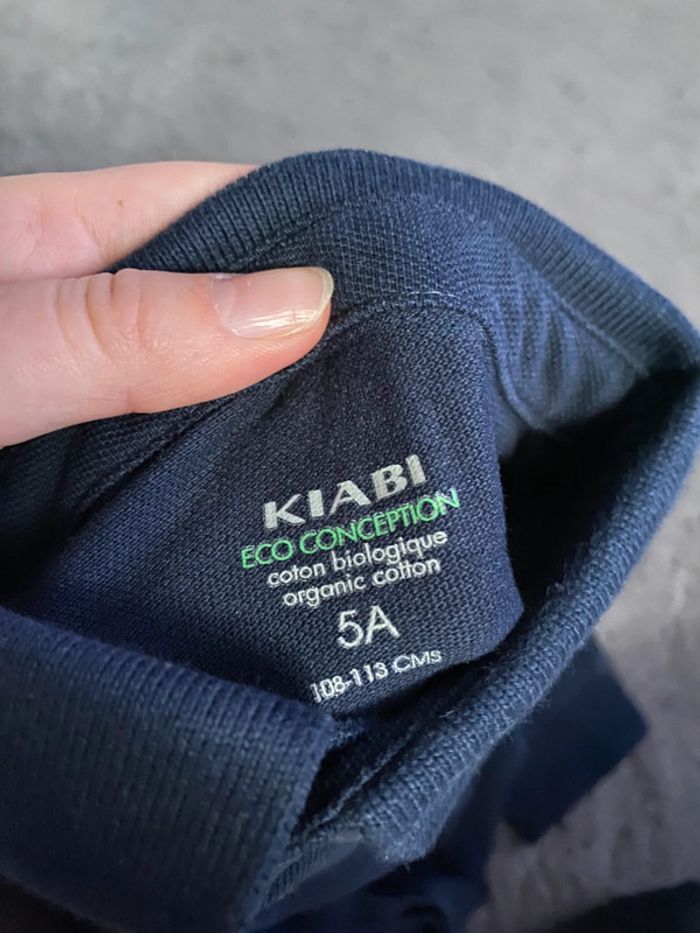 KIABI
ECO CONCEPTION
coton biologique
organic cotton
5A
108-113 CMs